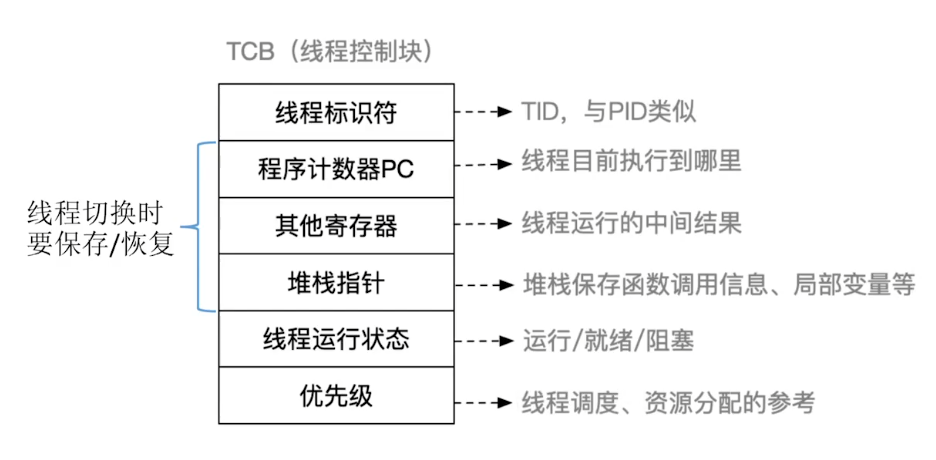 TCB（线程控制块）
线程标识符
TID，与PID类似
程序计数器PC
线程目前执行到哪里
线程切换时
要保存/恢复
其他寄存器
线程运行的中间结果
堆栈指针
堆栈保存函数调用信息、局部变量等
线程运行状态
运行/就绪/阻塞
优先级
线程调度、资源分配的参考